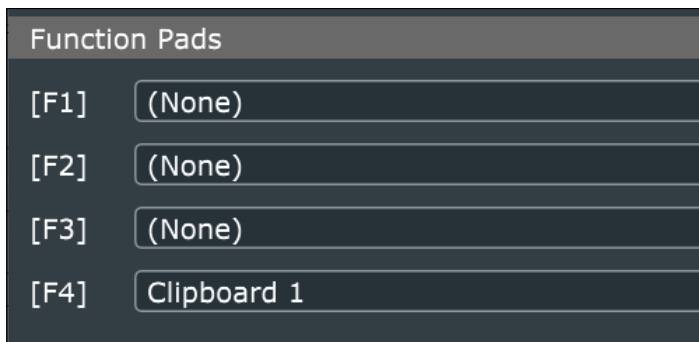 Function Pads
[F1] (None)
[F2] (None)
[F3] (None)
[F4] Clipboard 1